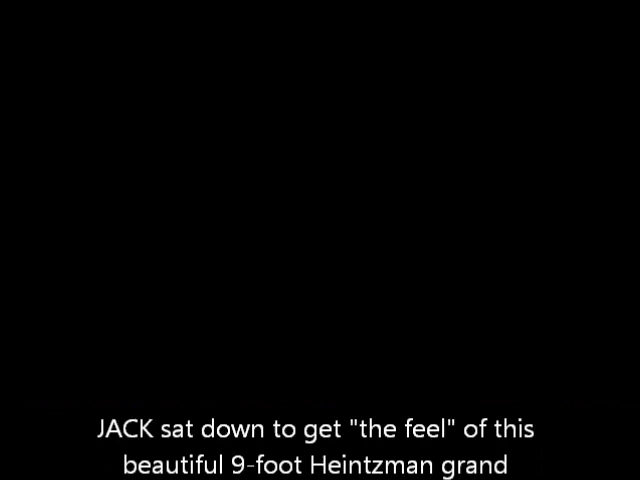 JACK sat down to get "the feel" of this
beautiful 9-foot Heintzman grand